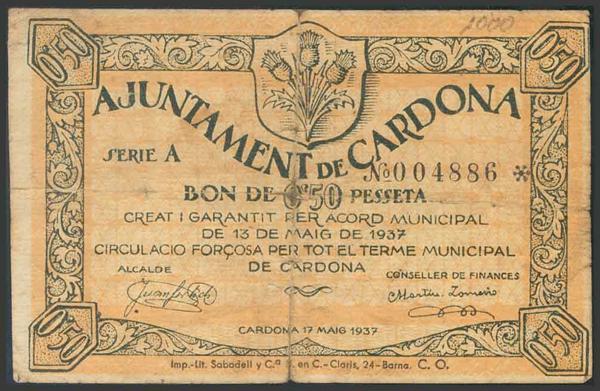 1000
0'50 0'50
AJUNTAMENT DE CARDONA
SERIE A
No 004886 *
BON DE 0'50 PESSETA
CREAT I GARANTIT PER ACORD MUNICIPAL
DE 13 DE MAIG DE 1937
CIRCULACIO FORÇOSA PER TOT EL TERME MUNICIPAL
DE CARDONA
ALCALDE
CONSELLER DE FINANCES
CARDONA 17 MAIG 1937
0'50 0'50
Imp.-Lit. Sabadell y Cª S. en C.-Claris, 24-Barna. C. O.